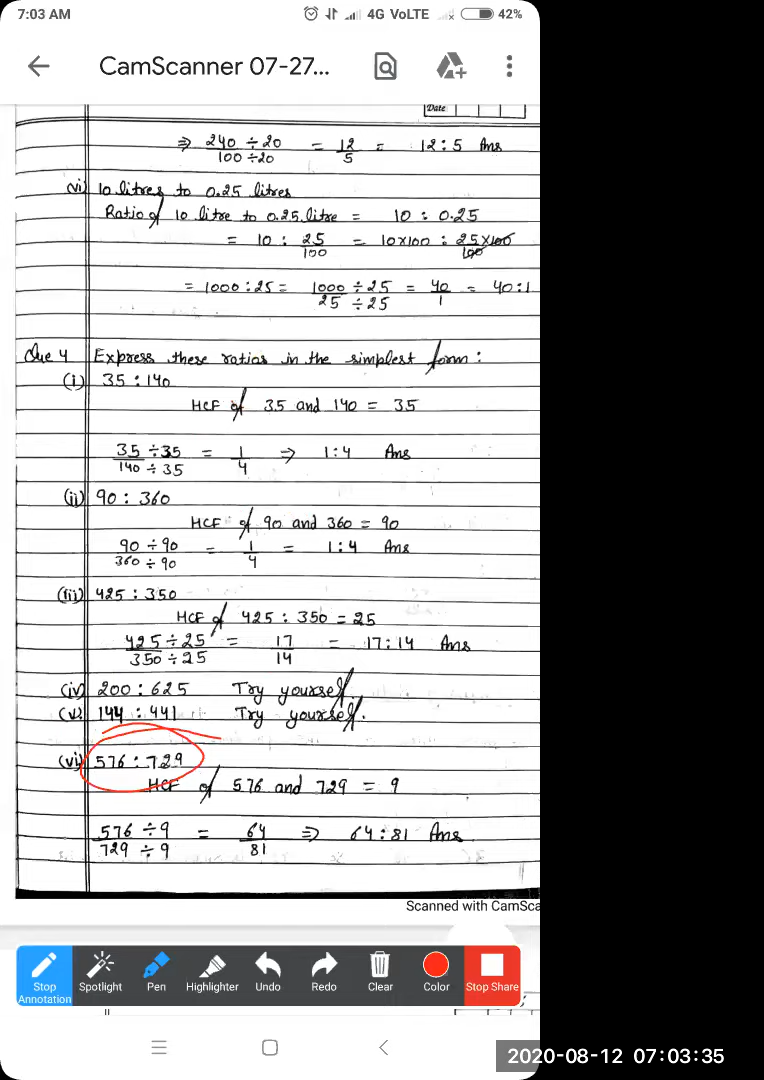 7:03 AM 4G VoLTE 42%
CamScanner 07-27...
Date
⇒ 240 ÷ 20 / 100 ÷ 20 = 12/5 = 12 : 5 Ans
(vi) 10 litres to 0.25 litres
Ratio of 10 litre to 0.25 litre = 10 : 0.25
= 10 : 25/100 = 10×100 : 25×100/100
= 1000 : 25 = 1000 ÷ 25 / 25 ÷ 25 = 40/1 = 40 : 1
Que 4 Express these ratios in the simplest form :
(i) 35 : 140
HCF of 35 and 140 = 35
35 ÷ 35 / 140 ÷ 35 = 1/4 ⇒ 1 : 4 Ans
(ii) 90 : 360
HCF of 90 and 360 = 90
90 ÷ 90 / 360 ÷ 90 = 1/4 = 1 : 4 Ans
(iii) 425 : 350
HCF of 425 : 350 = 25
425 ÷ 25 / 350 ÷ 25 = 17/14 = 17 : 14 Ans
(iv) 200 : 625 Try yourself.
(v) 144 : 441 Try yourself.
(vi) 576 : 729
HCF of 576 and 729 = 9
576 ÷ 9 / 729 ÷ 9 = 64/81 ⇒ 64 : 81 Ans
Scanned with CamSca
Stop Annotation Spotlight Pen Highlighter Undo Redo Clear Color Stop Share
2020-08-12 07:03:35